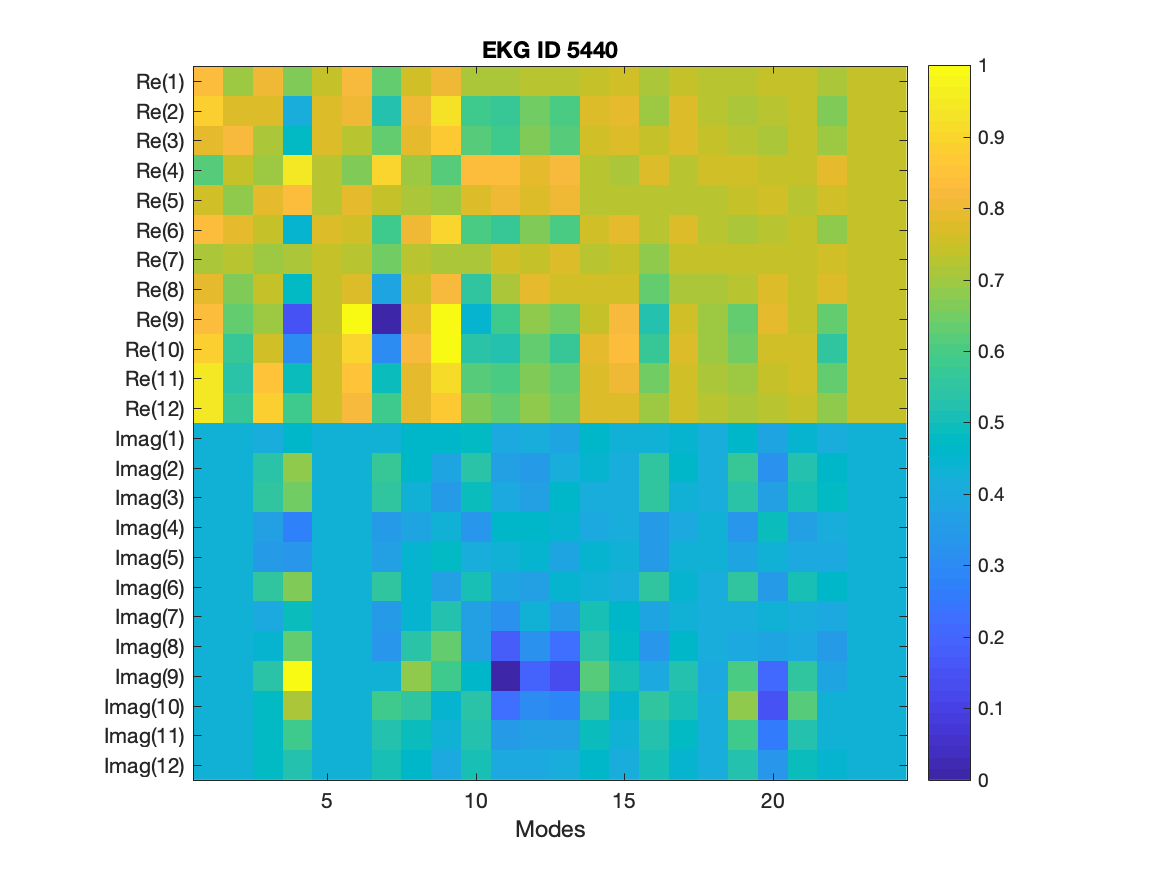 EKG ID 5440
Re(1)
Re(2)
Re(3)
Re(4)
Re(5)
Re(6)
Re(7)
Re(8)
Re(9)
Re(10)
Re(11)
Re(12)
Imag(1)
Imag(2)
Imag(3)
Imag(4)
Imag(5)
Imag(6)
Imag(7)
Imag(8)
Imag(9)
Imag(10)
Imag(11)
Imag(12)
5 10 15 20
Modes
1
0.9
0.8
0.7
0.6
0.5
0.4
0.3
0.2
0.1
0